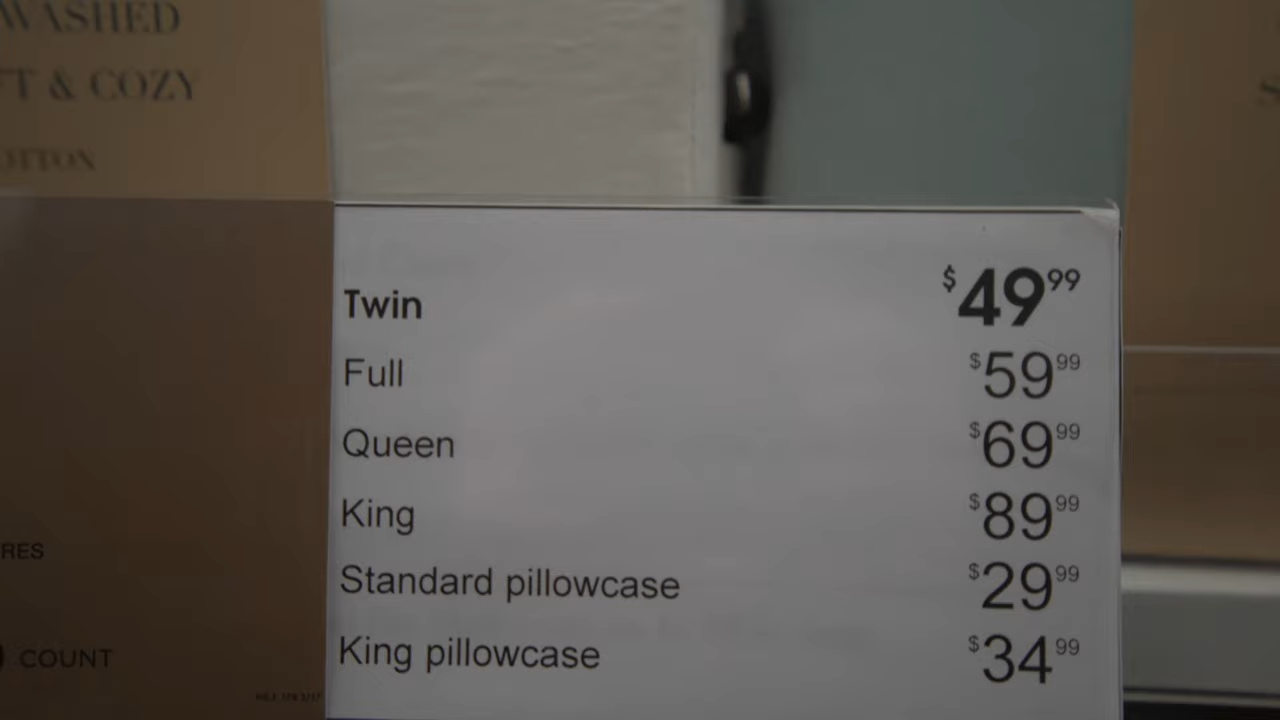 WASHED
FT & COZY
OTTON
Twin $49 99
Full $59 99
Queen $69 99
King $89 99
Standard pillowcase $29 99
King pillowcase $34 99
RES
COUNT